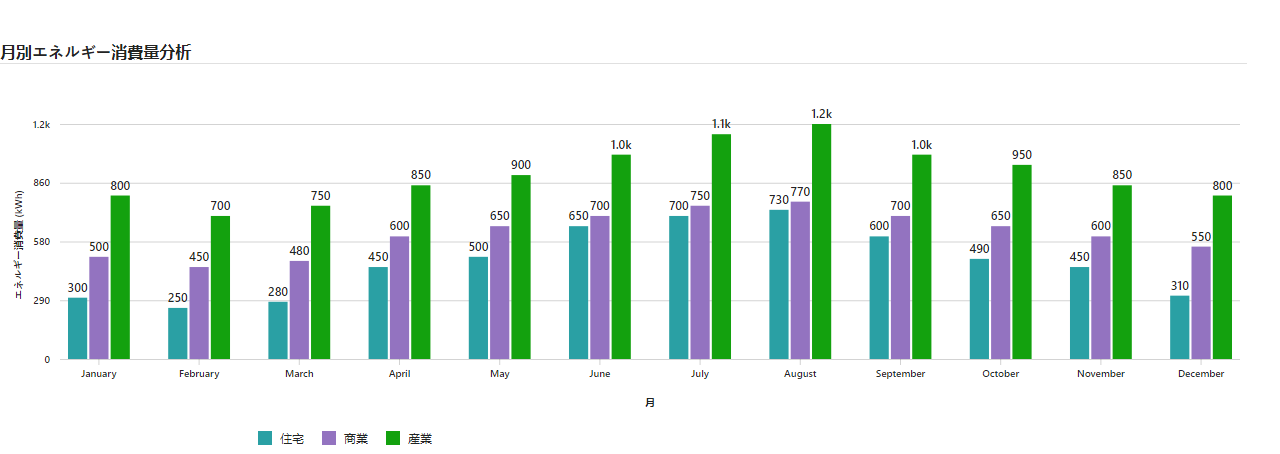 月別エネルギー消費量分析
エネルギー消費量 (kWh)
1.2k
860
580
290
0
300 500 800
250 450 700
280 480 750
450 600 850
500 650 900
650 700 1.0k
700 750 1.1k
730 770 1.2k
600 700 1.0k
490 650 950
450 600 850
310 550 800
January February March April May June July August September October November December
月
住宅 商業 産業